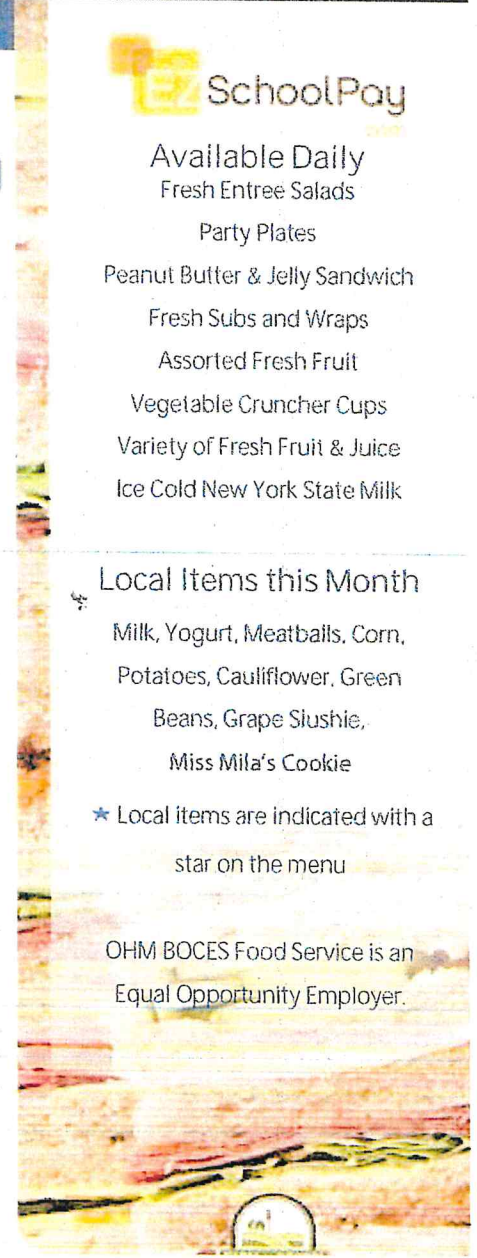 EZSchoolPay
.com
Available Daily
Fresh Entree Salads
Party Plates
Peanut Butter & Jelly Sandwich
Fresh Subs and Wraps
Assorted Fresh Fruit
Vegetable Cruncher Cups
Variety of Fresh Fruit & Juice
Ice Cold New York State Milk
Local Items this Month
Milk, Yogurt, Meatballs, Corn,
Potatoes, Cauliflower, Green
Beans, Grape Slushie,
Miss Mila's Cookie
★ Local items are indicated with a
star on the menu
OHM BOCES Food Service is an
Equal Opportunity Employer.